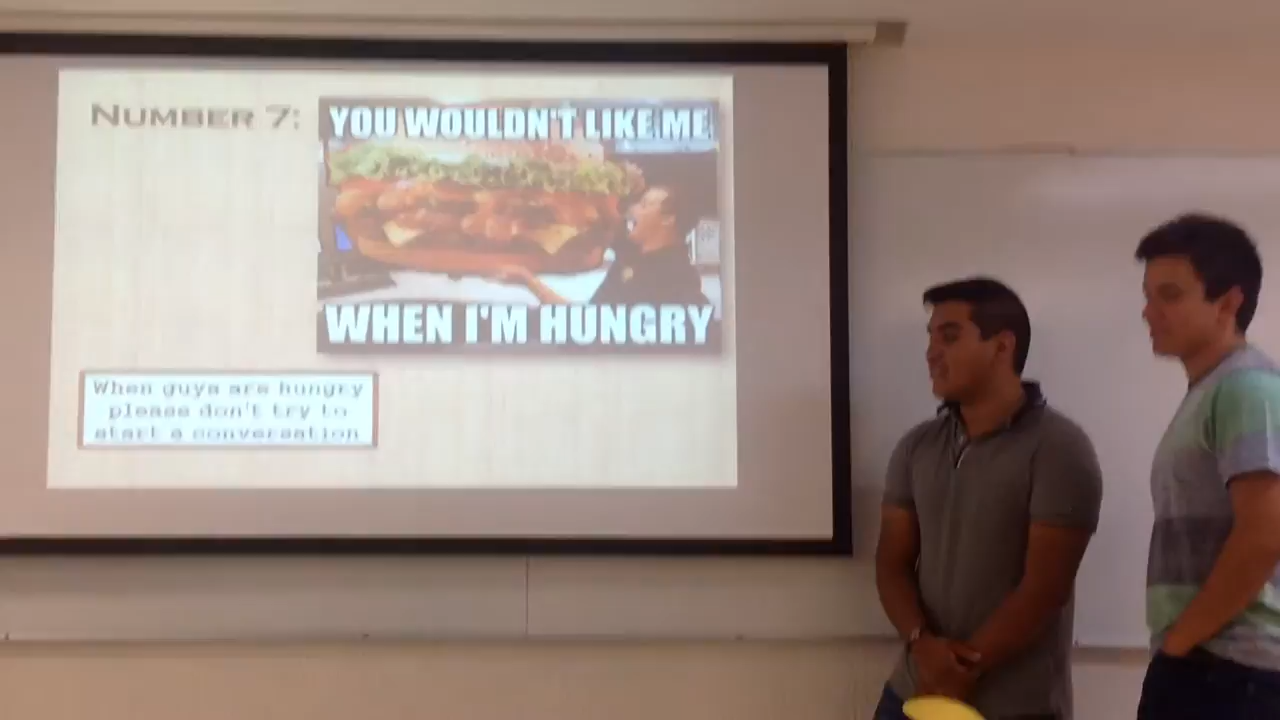 NUMBER 7:
YOU WOULDN'T LIKE ME
WHEN I'M HUNGRY
When guys are hungry
please don't try to
start a conversation